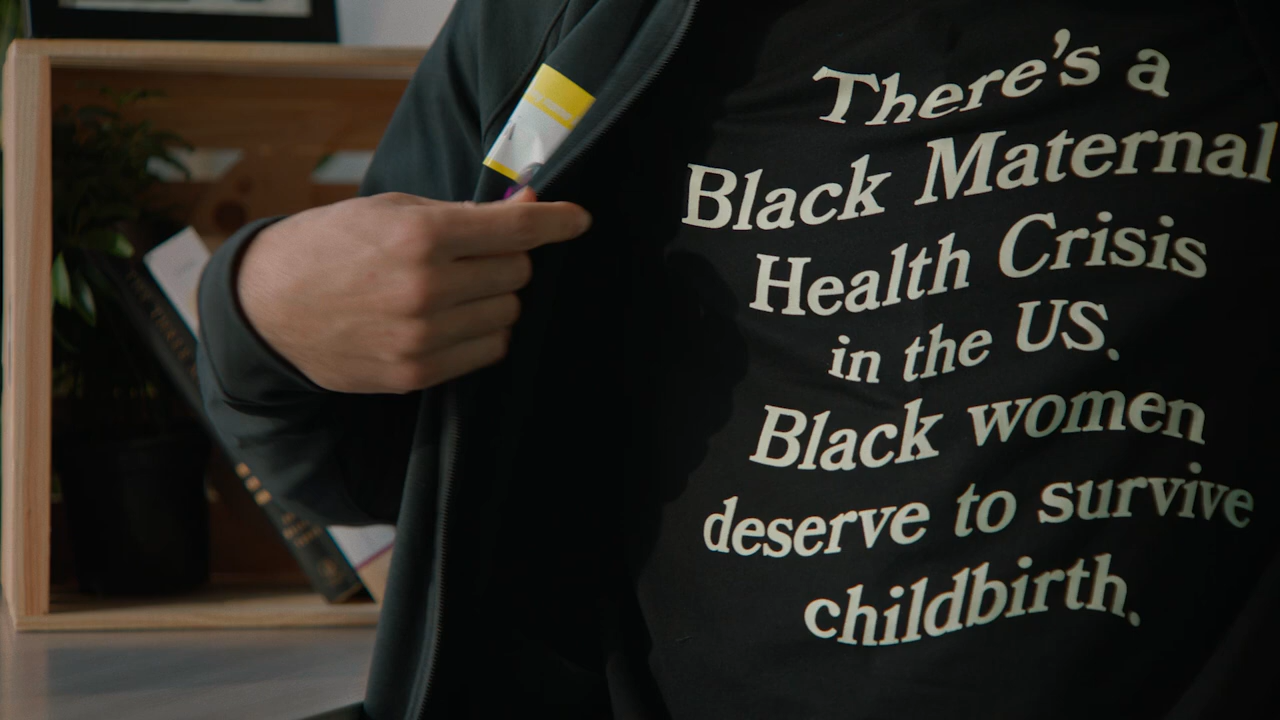 There's a
Black Maternal
Health Crisis
in the US.
Black women
deserve to survive
childbirth.